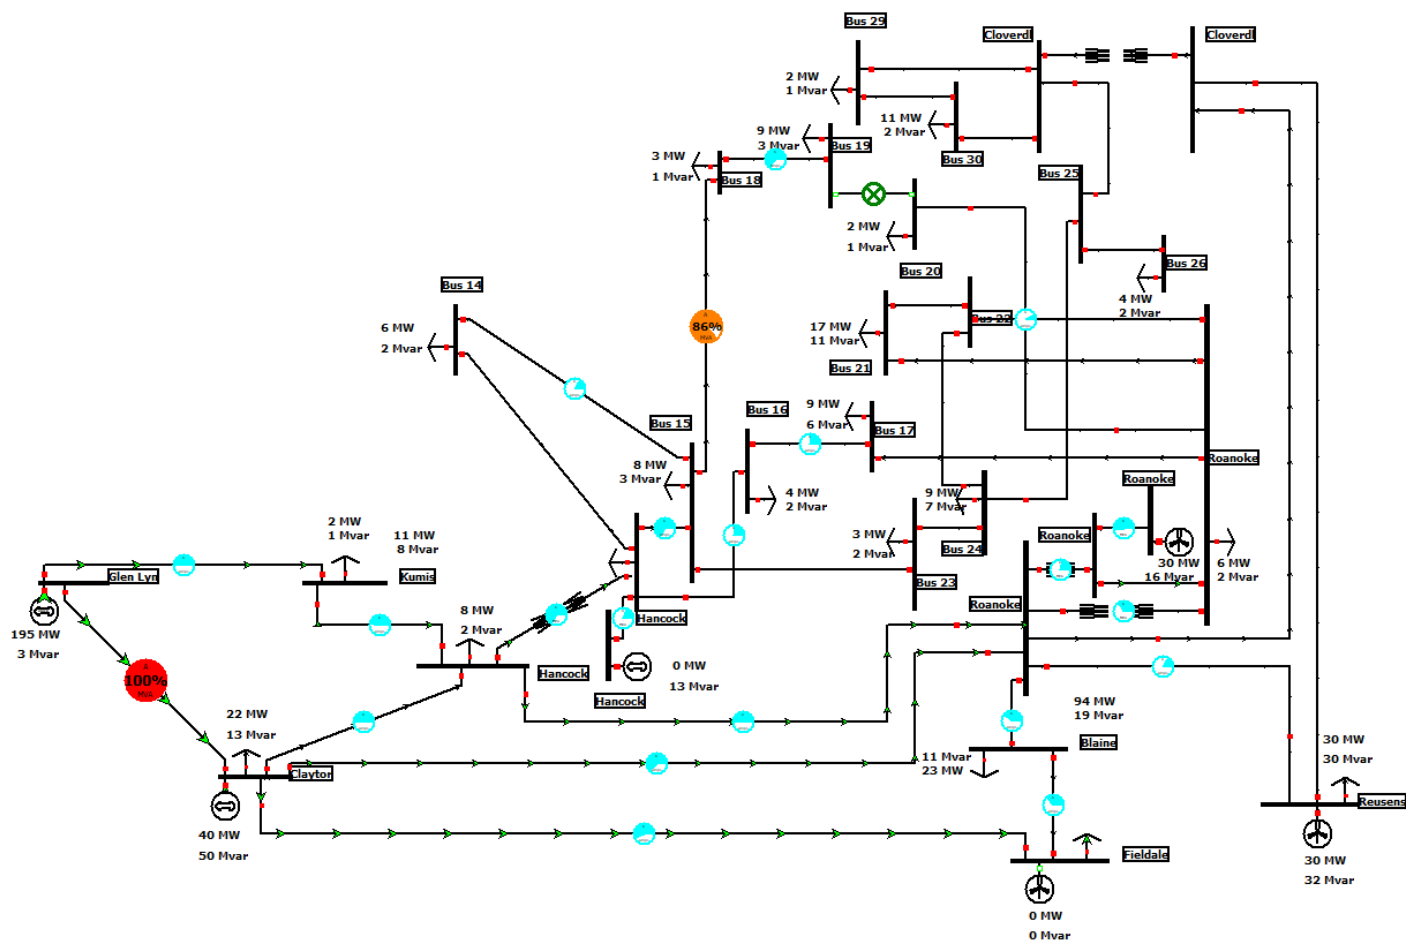 Bus 29
Cloverdl
Cloverdl
2 MW
1 Mvar
11 MW
2 Mvar
9 MW
3 Mvar
Bus 19
Bus 30
3 MW
1 Mvar
Bus 18
Bus 25
2 MW
1 Mvar
Bus 20
Bus 26
4 MW
2 Mvar
Bus 14
6 MW
2 Mvar
A
86%
MVA
17 MW
11 Mvar
Bus 22
Bus 21
Bus 15
Bus 16
9 MW
6 Mvar
Bus 17
Roanoke
8 MW
3 Mvar
4 MW
2 Mvar
9 MW
7 Mvar
Roanoke
2 MW
1 Mvar
11 MW
8 Mvar
3 MW
2 Mvar
Bus 24
Roanoke
30 MW
16 Mvar
6 MW
2 Mvar
Glen Lyn
Kumis
Bus 23
Roanoke
195 MW
3 Mvar
8 MW
2 Mvar
Hancock
A
100%
MVA
Hancock
0 MW
13 Mvar
Hancock
22 MW
13 Mvar
94 MW
19 Mvar
Claytor
11 Mvar
23 MW
Blaine
30 MW
30 Mvar
Reusens
40 MW
50 Mvar
Fieldale
30 MW
32 Mvar
0 MW
0 Mvar